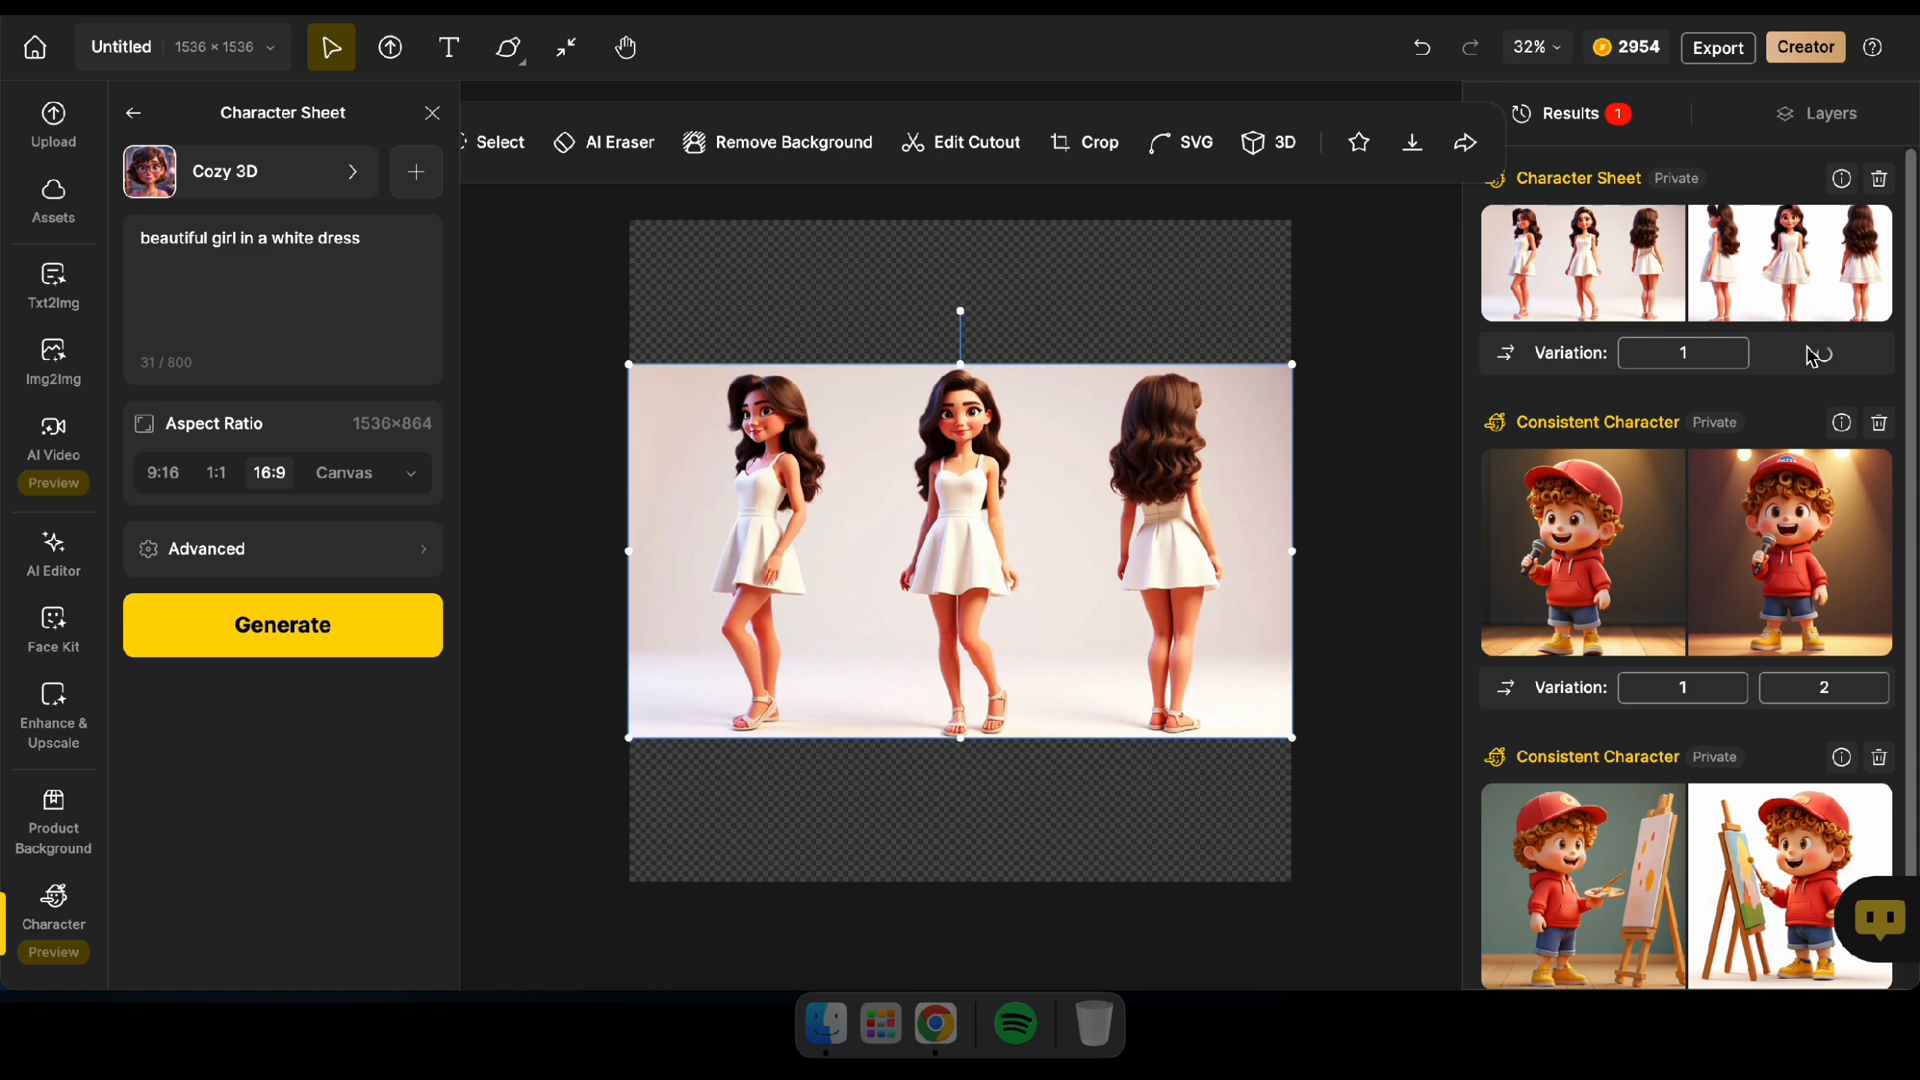 Untitled
1536 × 1536
32%
2954
Export
Creator
Upload
Assets
Txt2Img
Img2Img
AI Video
Preview
AI Editor
Face Kit
Enhance &
Upscale
Product
Background
Character
Preview
Character Sheet
Cozy 3D
beautiful girl in a white dress
31 / 800
Aspect Ratio
1536×864
9:16
1:1
16:9
Canvas
Advanced
Generate
Select
AI Eraser
Remove Background
Edit Cutout
Crop
SVG
3D
Results
1
Layers
Character Sheet
Private
Variation:
1
Consistent Character
Private
Variation:
1
2
Consistent Character
Private